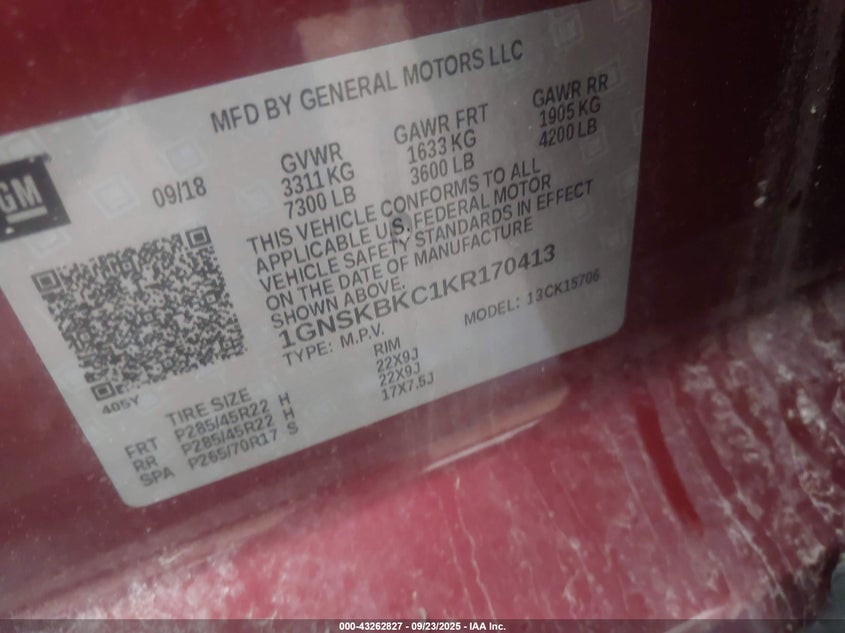 MFD BY GENERAL MOTORS LLC
GM
09/18
GVWR
3311 KG
7300 LB
GAWR FRT
1633 KG
3600 LB
GAWR RR
1905 KG
4200 LB
THIS VEHICLE CONFORMS TO ALL
APPLICABLE U.S. FEDERAL MOTOR
VEHICLE SAFETY STANDARDS IN EFFECT
ON THE DATE OF MANUFACTURE
SHOWN ABOVE.
1GNSKBKC1KR170413
TYPE: M.P.V.
MODEL: 13CK15706
405Y
TIRE SIZE RIM
FRT P285/45R22 H 22X9J
RR P285/45R22 H 22X9J
SPA P265/70R17 S 17X7.5J
000-43262827 - 09/23/2025 - IAA Inc.